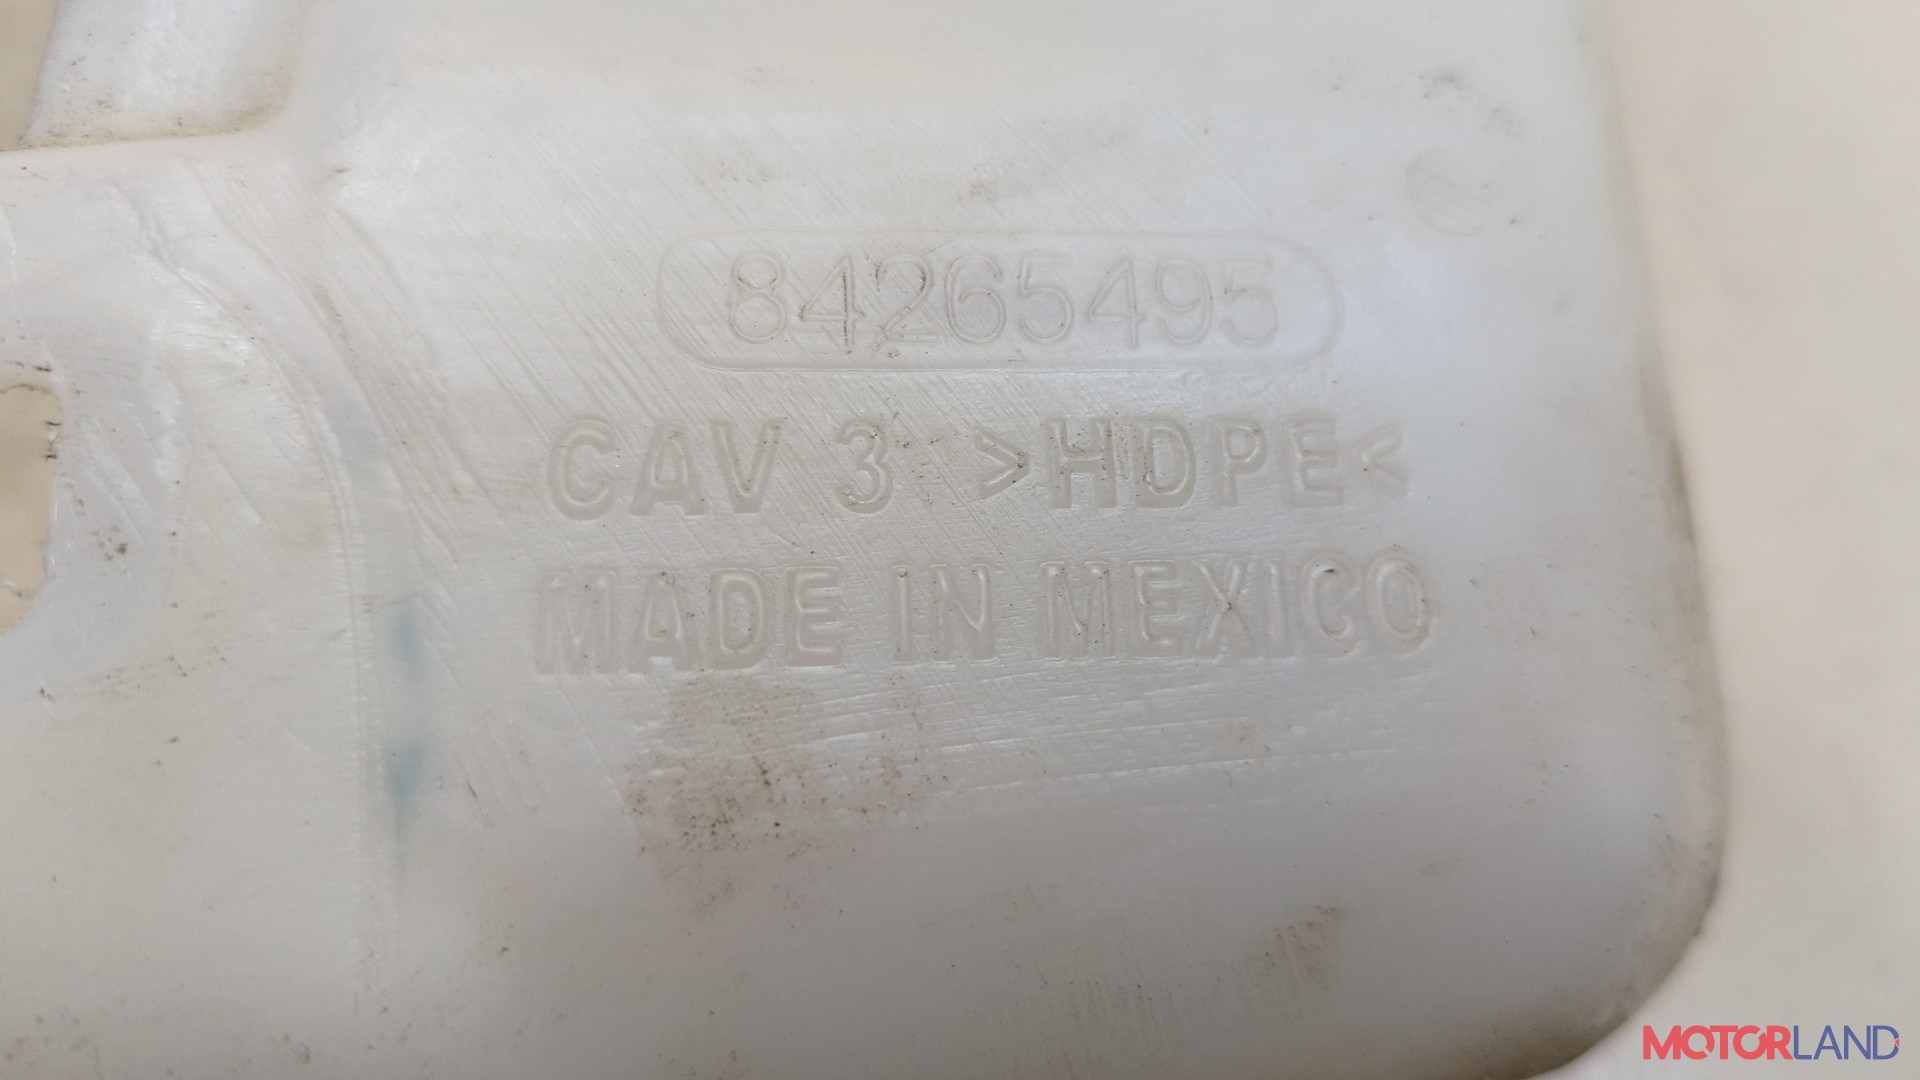 84265495
CAV 3 >HDPE<
MADE IN MEXICO
MOTORLAND